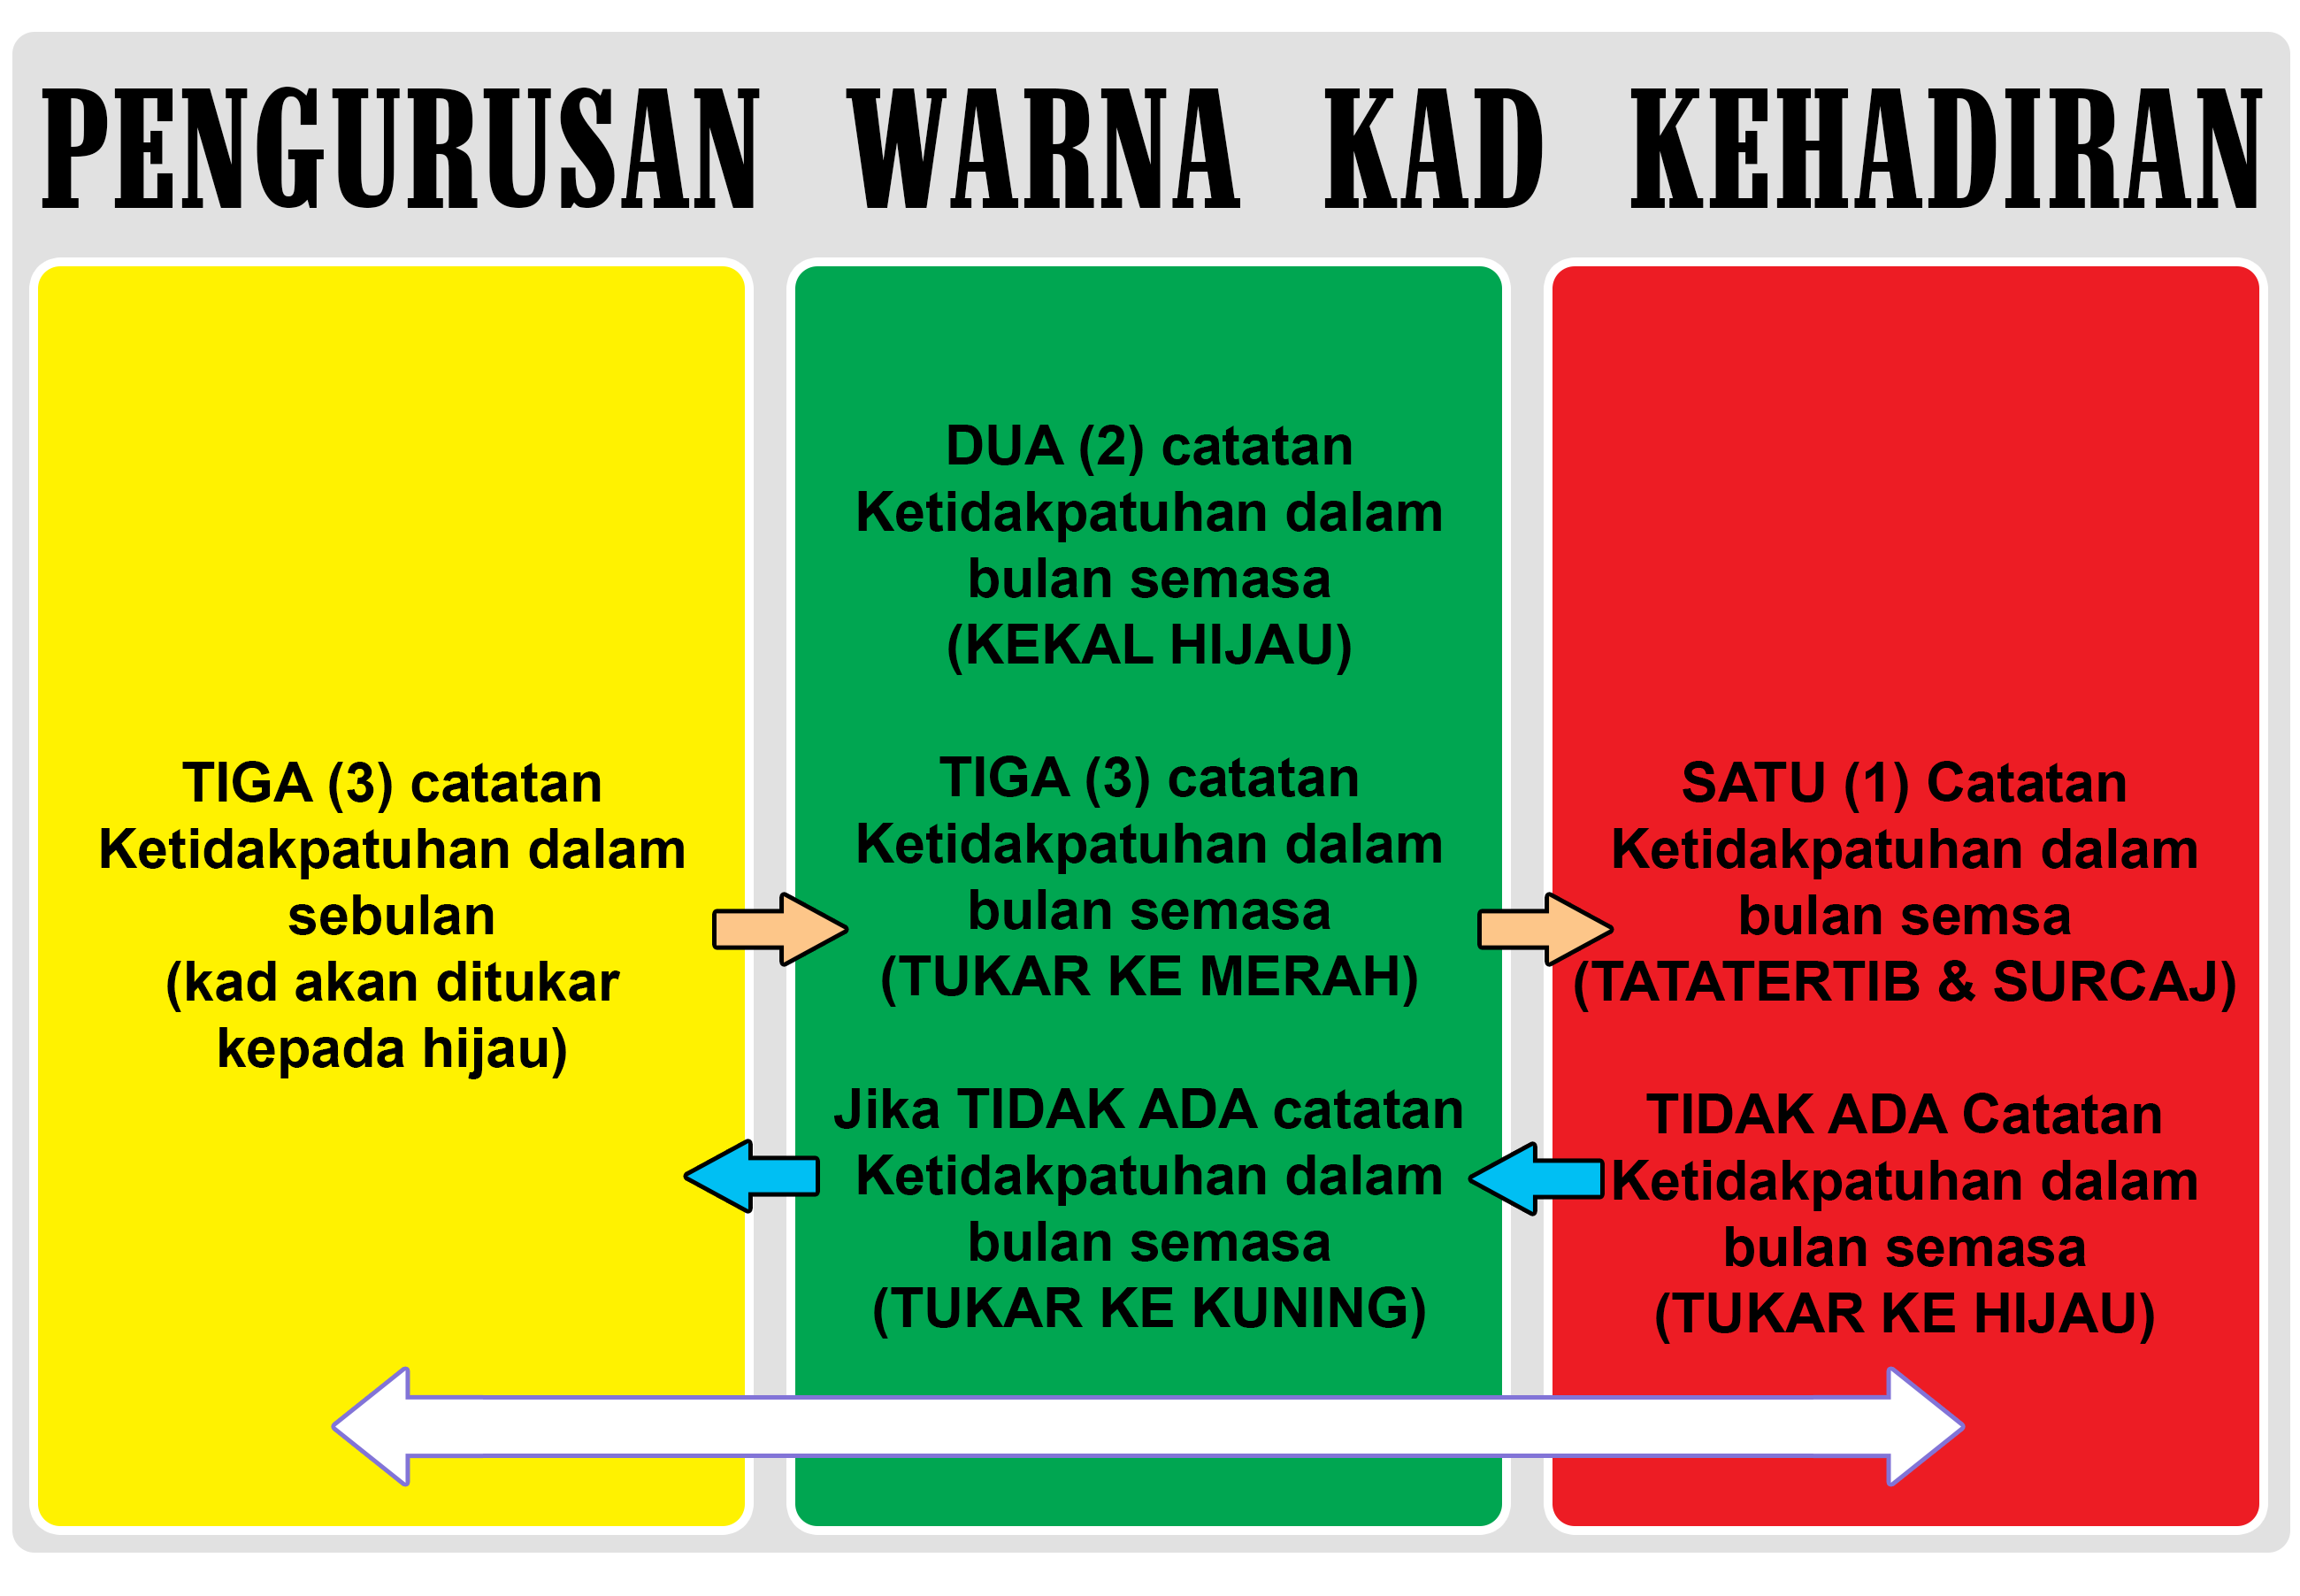 PENGURUSAN WARNA KAD KEHADIRAN
TIGA (3) catatan
Ketidakpatuhan dalam
sebulan
(kad akan ditukar
kepada hijau)
DUA (2) catatan
Ketidakpatuhan dalam
bulan semasa
(KEKAL HIJAU)
TIGA (3) catatan
Ketidakpatuhan dalam
bulan semasa
(TUKAR KE MERAH)
Jika TIDAK ADA catatan
Ketidakpatuhan dalam
bulan semasa
(TUKAR KE KUNING)
SATU (1) Catatan
Ketidakpatuhan dalam
bulan semsa
(TATATERTIB & SURCAJ)
TIDAK ADA Catatan
Ketidakpatuhan dalam
bulan semasa
(TUKAR KE HIJAU)